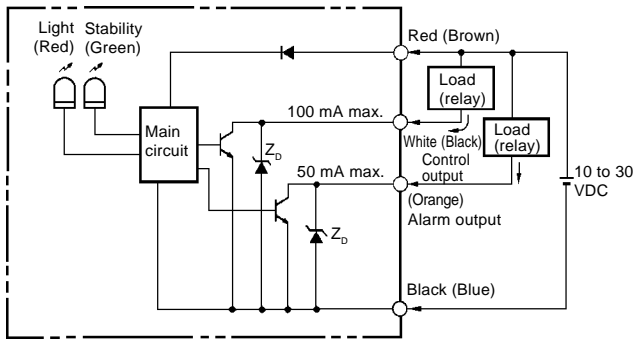 Light
(Red)
Stability
(Green)
Red (Brown)
Load
(relay)
100 mA max.
White (Black)
Control
output
Load
(relay)
Main
circuit
ZD
50 mA max.
10 to 30
VDC
(Orange)
Alarm output
ZD
Black (Blue)